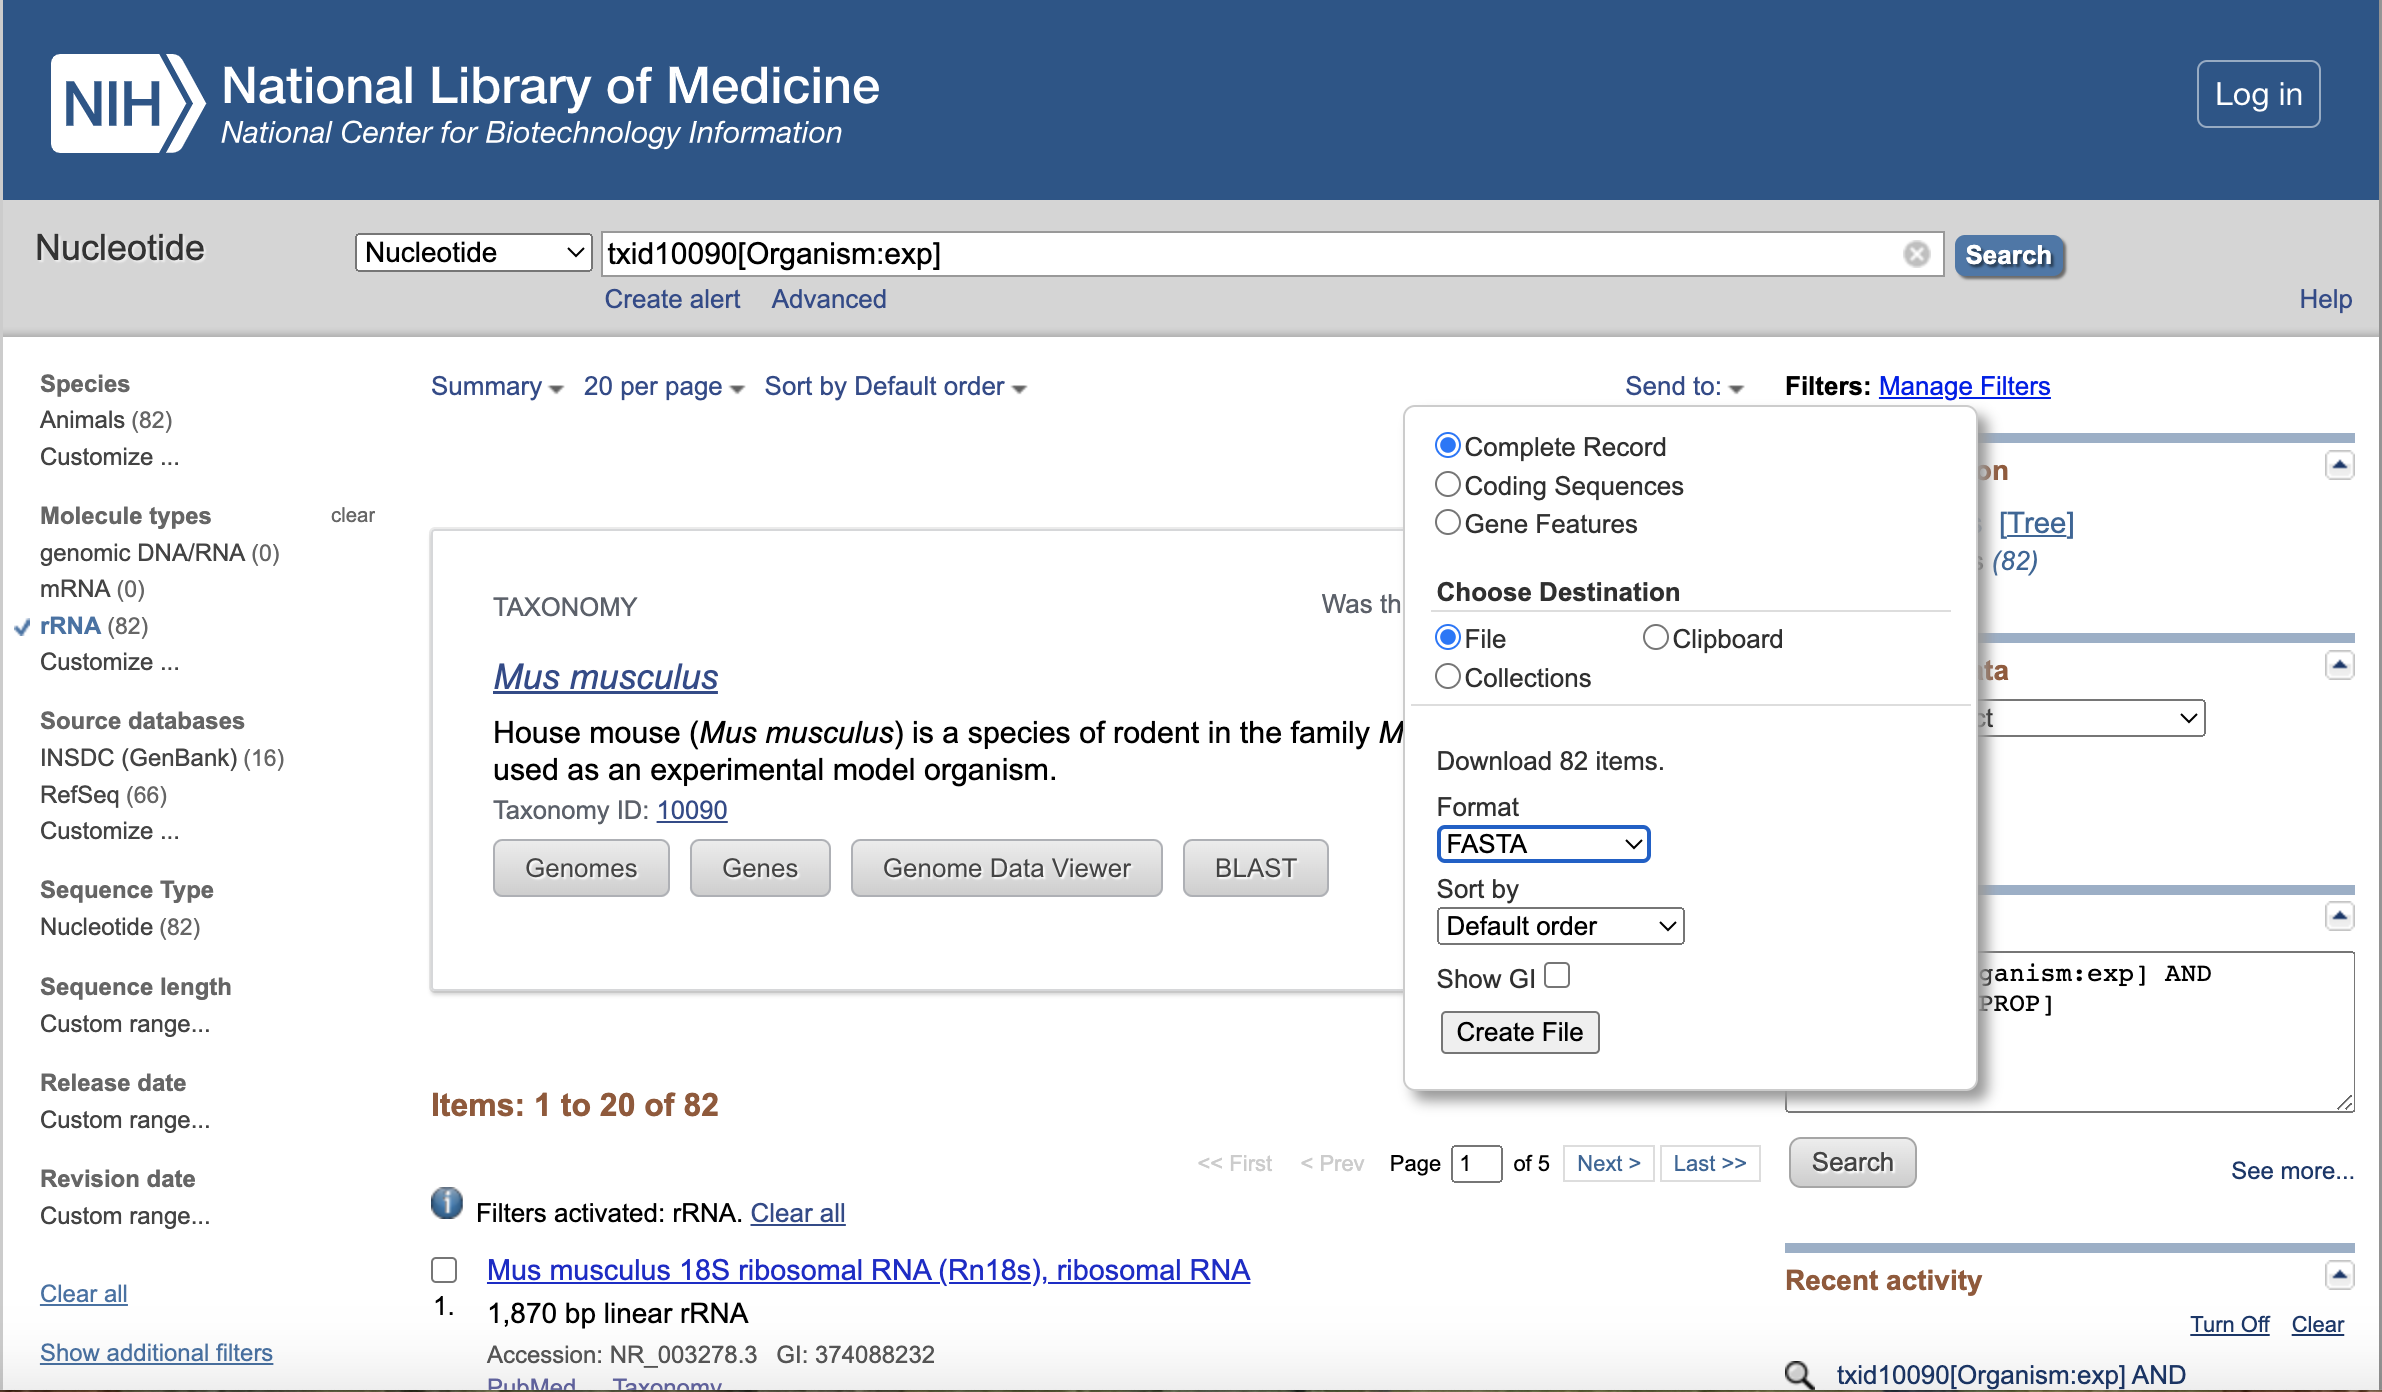 NIH National Library of Medicine
National Center for Biotechnology Information
Log in
Nucleotide
Nucleotide
txid10090[Organism:exp]
Search
Create alert Advanced
Help
Species
Animals (82)
Customize ...
Molecule types clear
genomic DNA/RNA (0)
mRNA (0)
rRNA (82)
Customize ...
Source databases
INSDC (GenBank) (16)
RefSeq (66)
Customize ...
Sequence Type
Nucleotide (82)
Sequence length
Custom range...
Release date
Custom range...
Revision date
Custom range...
Clear all
Show additional filters
Summary 20 per page Sort by Default order
Send to:
TAXONOMY
Was th
Mus musculus
House mouse (Mus musculus) is a species of rodent in the family M
used as an experimental model organism.
Taxonomy ID: 10090
Genomes Genes Genome Data Viewer BLAST
Items: 1 to 20 of 82
<< First < Prev Page 1 of 5 Next > Last >>
Filters activated: rRNA. Clear all
Mus musculus 18S ribosomal RNA (Rn18s), ribosomal RNA
1. 1,870 bp linear rRNA
Accession: NR_003278.3 GI: 374088232
PubMed Taxonomy
Complete Record
Coding Sequences
Gene Features
Choose Destination
File Clipboard
Collections
Download 82 items.
Format
FASTA
Sort by
Default order
Show GI
Create File
Filters: Manage Filters
on
[Tree]
s (82)
ta
ct
ganism:exp] AND
PROP]
Search
See more...
Recent activity
Turn Off Clear
txid10090[Organism:exp] AND